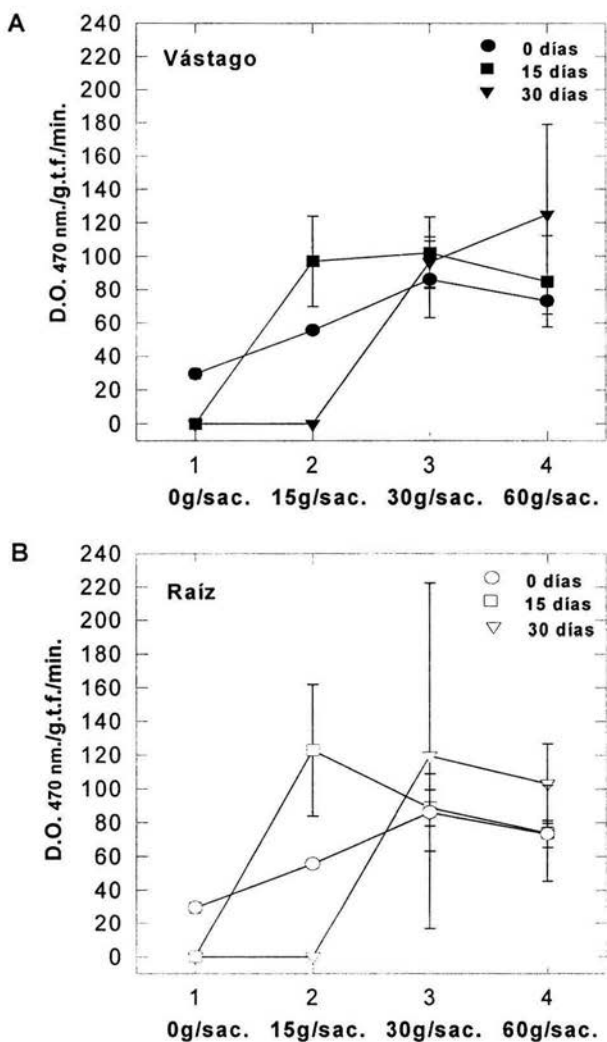 A
Vástago
0 días
15 días
30 días
D.O. 470 nm./g.t.f./min.
240
220
200
180
160
140
120
100
80
60
40
20
0
1 2 3 4
0g/sac. 15g/sac. 30g/sac. 60g/sac.
B
Raíz
0 días
15 días
30 días
D.O. 470 nm./g.t.f./min.
240
220
200
180
160
140
120
100
80
60
40
20
0
1 2 3 4
0g/sac. 15g/sac. 30g/sac. 60g/sac.